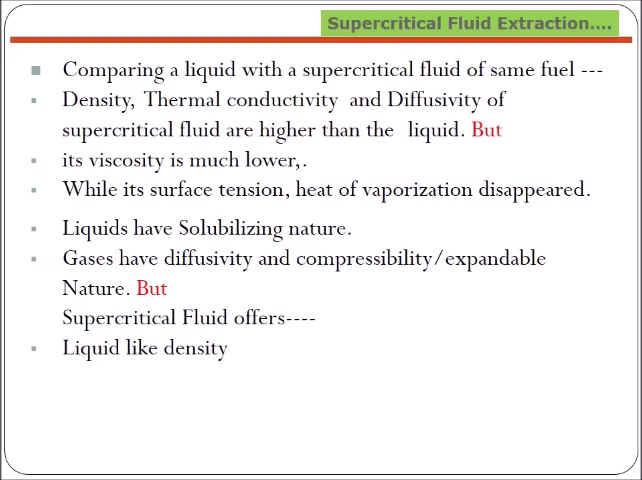 Supercritical Fluid Extraction....
Comparing a liquid with a supercritical fluid of same fuel ---
Density, Thermal conductivity and Diffusivity of
supercritical fluid are higher than the liquid. But
its viscosity is much lower,.
While its surface tension, heat of vaporization disappeared.
Liquids have Solubilizing nature.
Gases have diffusivity and compressibility/expandable
Nature. But
Supercritical Fluid offers----
Liquid like density